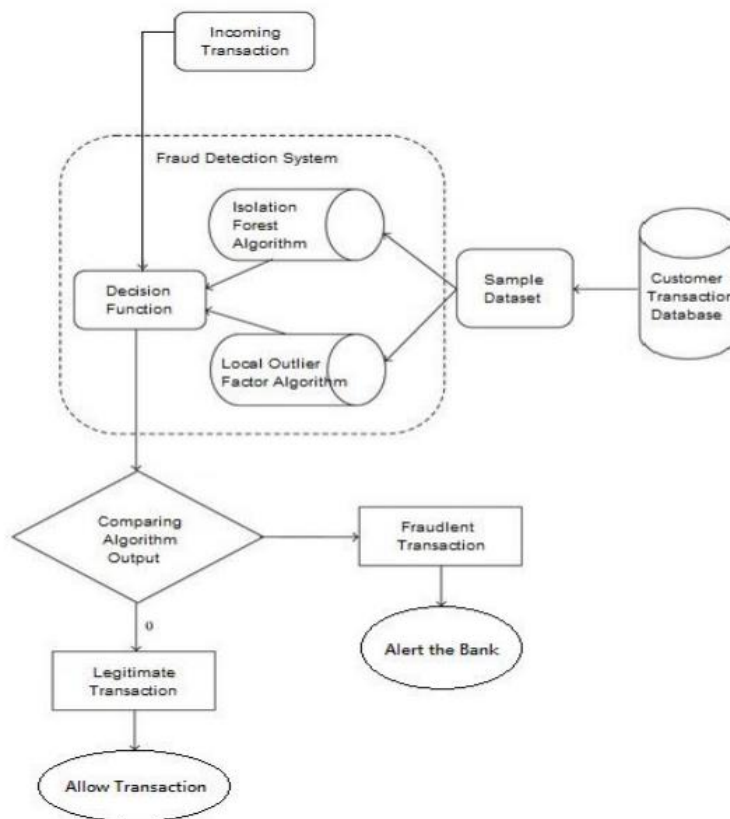 Incoming
Transaction
Fraud Detection System
Isolation
Forest
Algorithm
Decision
Function
Sample
Dataset
Customer
Transaction
Database
Local Outlier
Factor Algorithm
Comparing
Algorithm
Output
Fraudlent
Transaction
0
Alert the Bank
Legitimate
Transaction
Allow Transaction